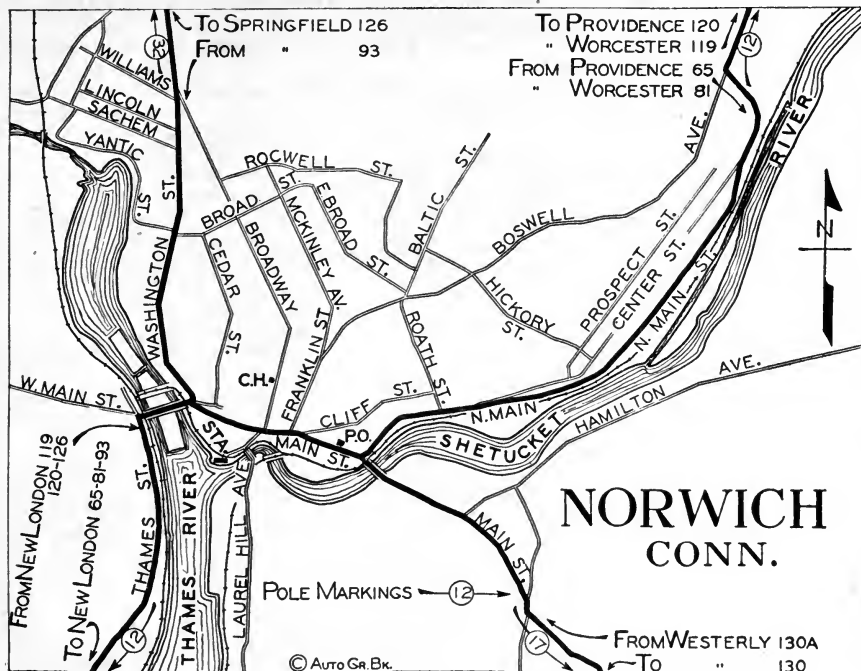 TO SPRINGFIELD 126
FROM " 93
TO PROVIDENCE 120
" WORCESTER 119
FROM PROVIDENCE 65
" WORCESTER 81
32
12
WILLIAMS
LINCOLN
SACHEM
YANTIC
ST.
ST.
ROCWELL ST.
BROAD ST.
E BROAD ST.
MCKINLEY AV.
BROADWAY
CEDAR ST.
WASHINGTON
BALTIC ST.
BOSWELL AVE.
HICKORY ST.
PROSPECT ST.
CENTER ST.
N. MAIN ST.
RIVER
N
FRANKLIN ST.
ROATH ST.
C.H.
CLIFF ST.
P.O.
N. MAIN
SHETUCKET
HAMILTON AVE.
W. MAIN ST.
STA.
MAIN ST.
THAMES ST.
THAMES RIVER
LAUREL HILL AVE.
MAIN ST.
FROM NEW LONDON 119
120-126
TO NEW LONDON 65-81-93
12
NORWICH
CONN.
POLE MARKINGS 12
17
FROM WESTERLY 130A
TO " 130
© AUTO GR. BK.